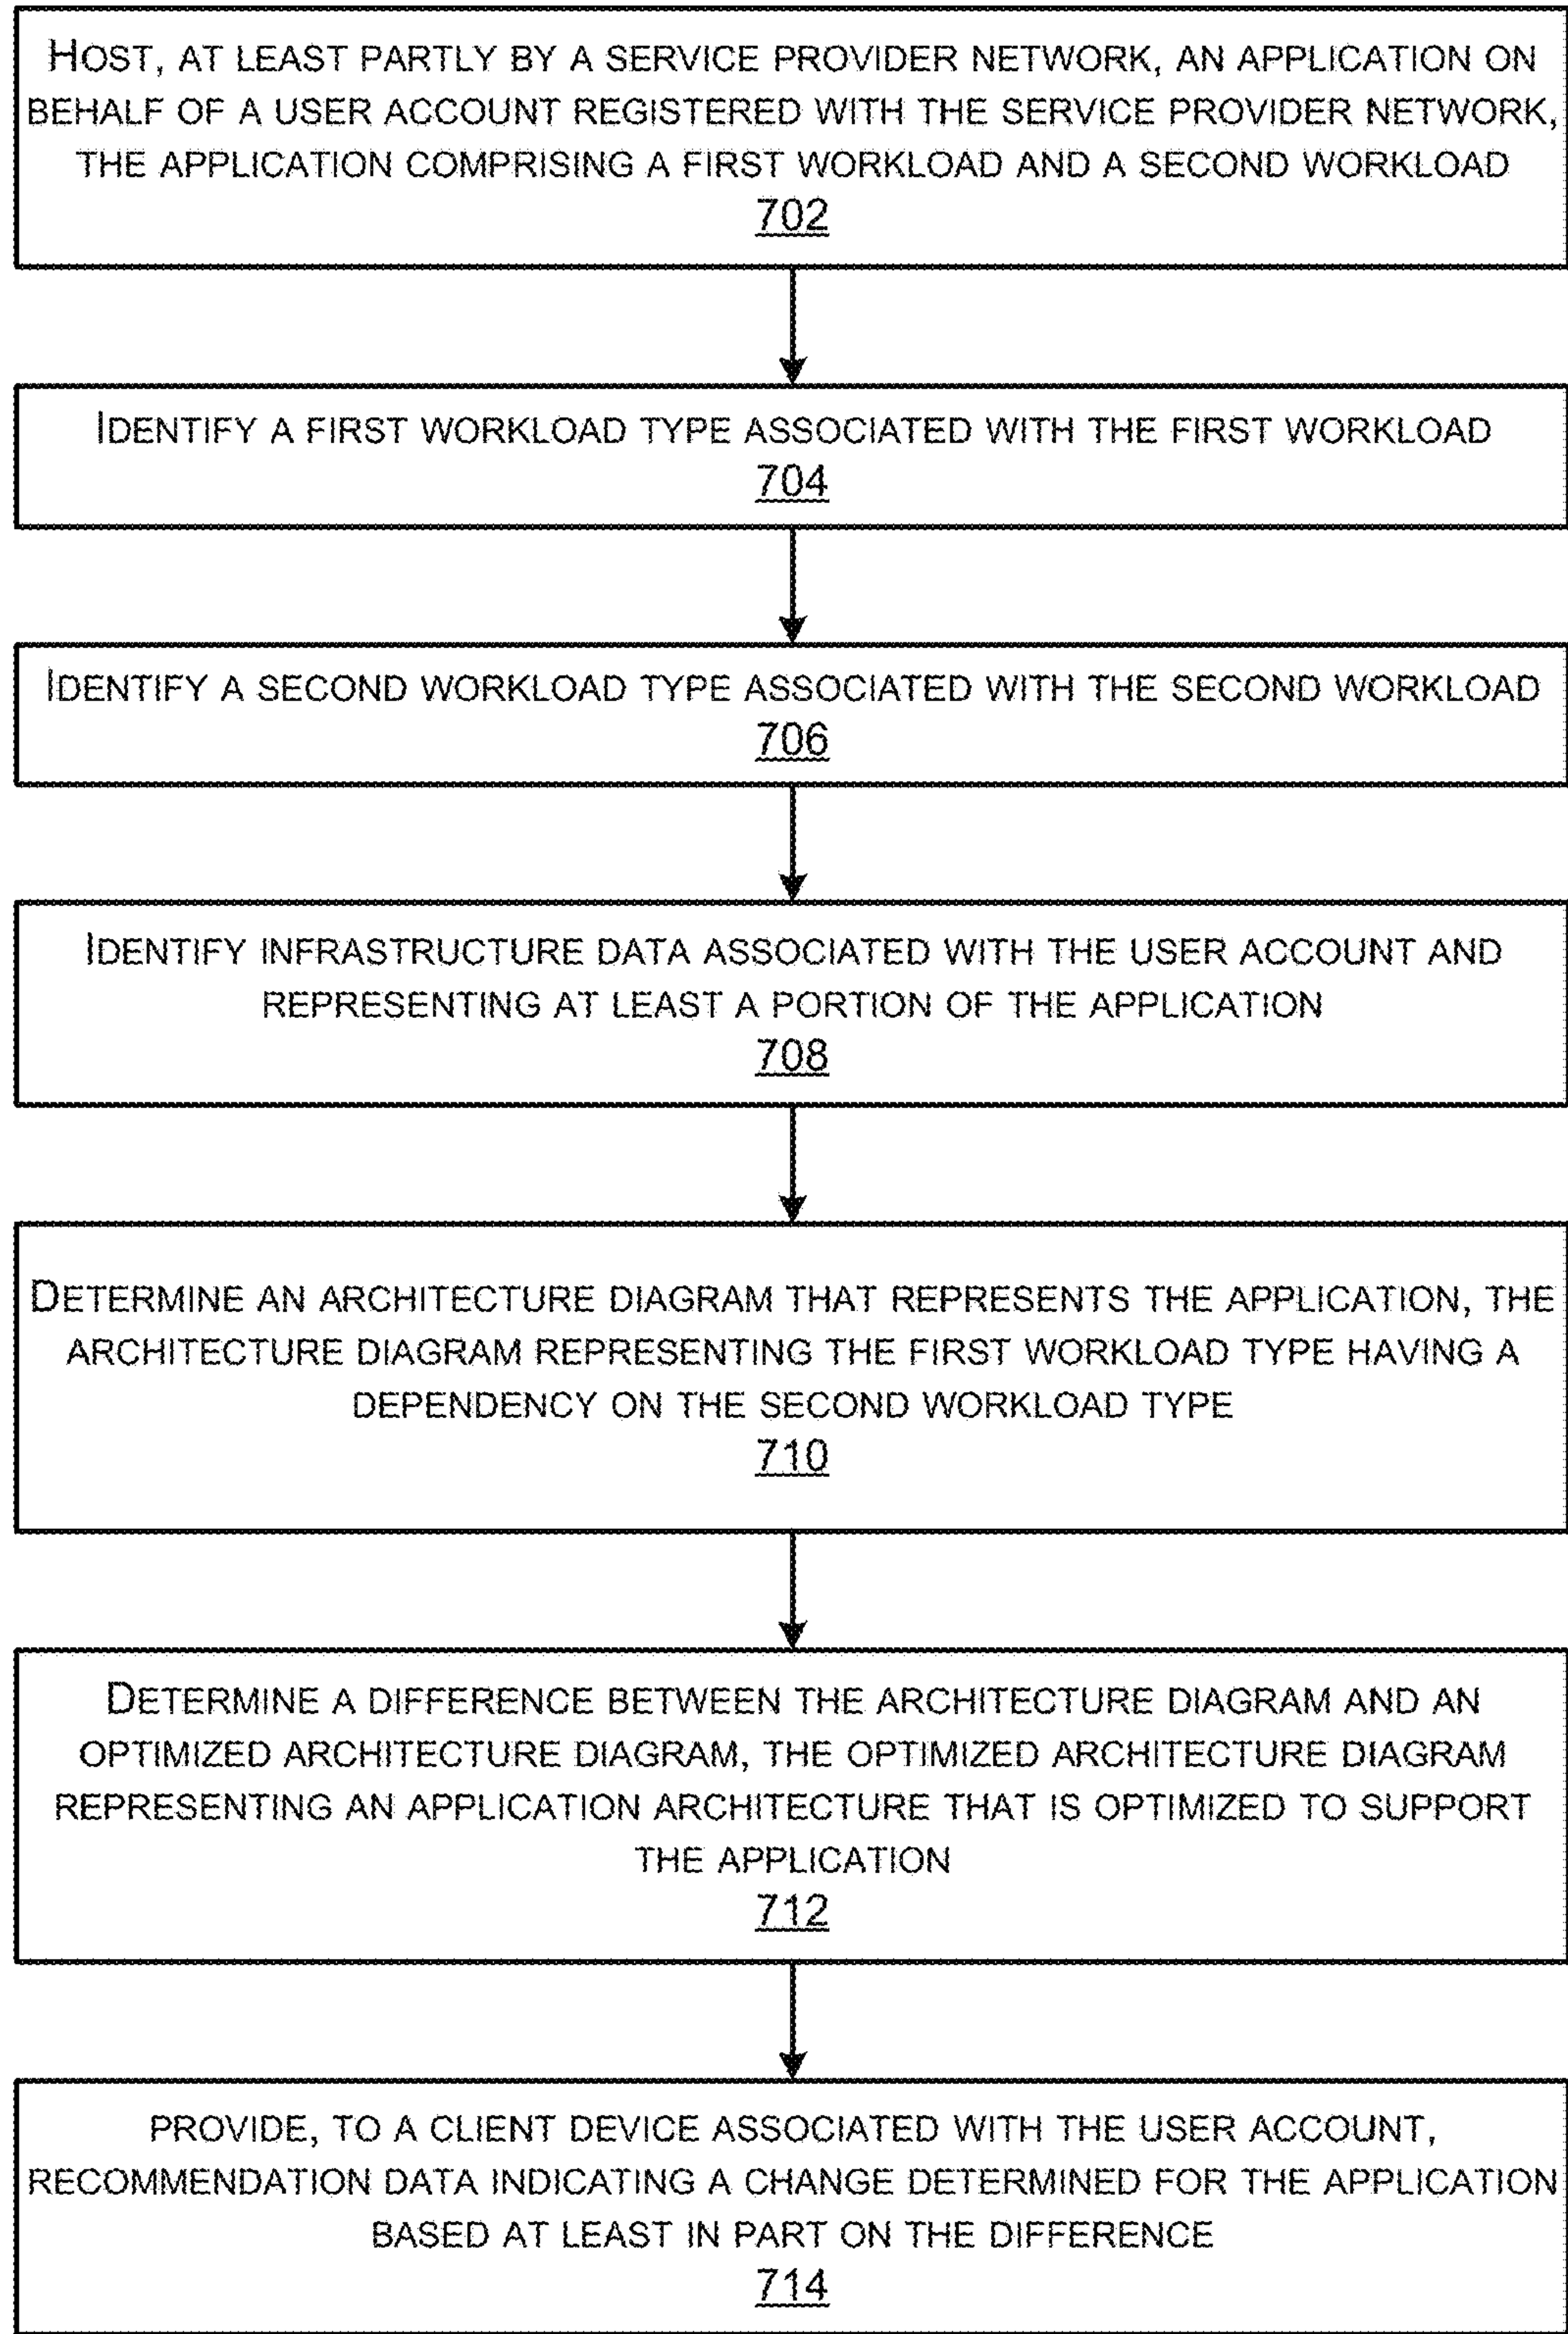 HOST, AT LEAST PARTLY BY A SERVICE PROVIDER NETWORK, AN APPLICATION ON
BEHALF OF A USER ACCOUNT REGISTERED WITH THE SERVICE PROVIDER NETWORK,
THE APPLICATION COMPRISING A FIRST WORKLOAD AND A SECOND WORKLOAD
702
IDENTIFY A FIRST WORKLOAD TYPE ASSOCIATED WITH THE FIRST WORKLOAD
704
IDENTIFY A SECOND WORKLOAD TYPE ASSOCIATED WITH THE SECOND WORKLOAD
706
IDENTIFY INFRASTRUCTURE DATA ASSOCIATED WITH THE USER ACCOUNT AND
REPRESENTING AT LEAST A PORTION OF THE APPLICATION
708
DETERMINE AN ARCHITECTURE DIAGRAM THAT REPRESENTS THE APPLICATION, THE
ARCHITECTURE DIAGRAM REPRESENTING THE FIRST WORKLOAD TYPE HAVING A
DEPENDENCY ON THE SECOND WORKLOAD TYPE
710
DETERMINE A DIFFERENCE BETWEEN THE ARCHITECTURE DIAGRAM AND AN
OPTIMIZED ARCHITECTURE DIAGRAM, THE OPTIMIZED ARCHITECTURE DIAGRAM
REPRESENTING AN APPLICATION ARCHITECTURE THAT IS OPTIMIZED TO SUPPORT
THE APPLICATION
712
PROVIDE, TO A CLIENT DEVICE ASSOCIATED WITH THE USER ACCOUNT,
RECOMMENDATION DATA INDICATING A CHANGE DETERMINED FOR THE APPLICATION
BASED AT LEAST IN PART ON THE DIFFERENCE
714